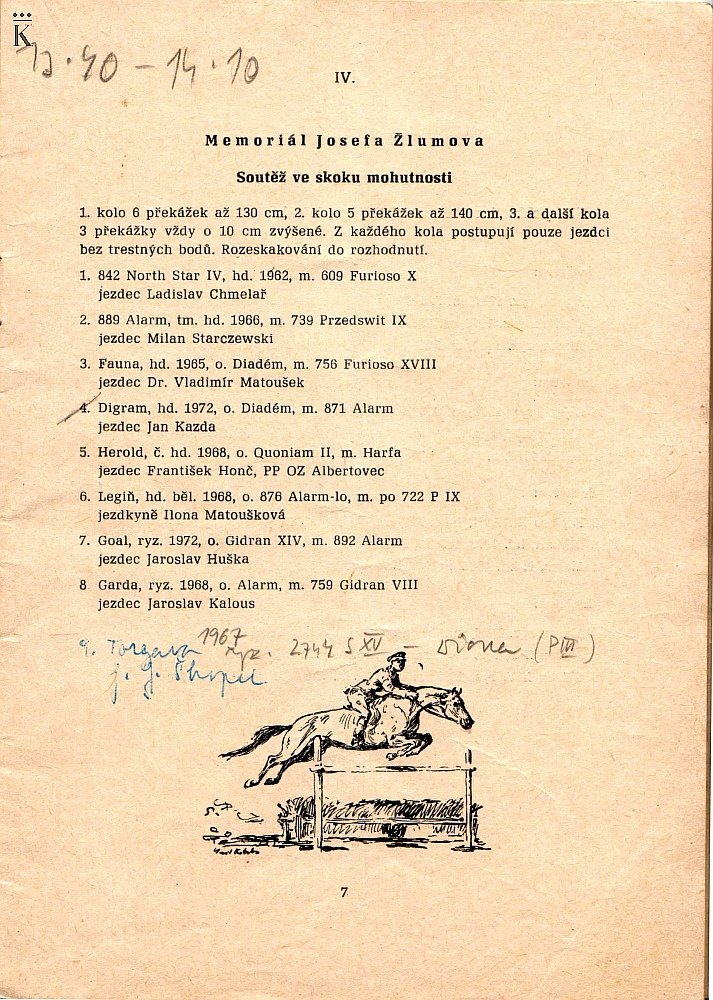 K
13.40 – 14.10
IV.
Memoriál Josefa Žlumova
Soutěž ve skoku mohutnosti
1. kolo 6 překážek až 130 cm, 2. kolo 5 překážek až 140 cm, 3. a další kola
3 překážky vždy o 10 cm zvýšené. Z každého kola postupují pouze jezdci
bez trestných bodů. Rozeskakování do rozhodnutí.
1. 842 North Star IV, hd. 1962, m. 609 Furioso X
jezdec Ladislav Chmelař
2. 889 Alarm, tm. hd. 1966, m. 739 Przedswit IX
jezdec Milan Starczewski
3. Fauna, hd. 1965, o. Diadém, m. 756 Furioso XVIII
jezdec Dr. Vladimír Matoušek
4. Digram, hd. 1972, o. Diadém, m. 871 Alarm
jezdec Jan Kazda
5. Herold, č. hd. 1968, o. Quoniam II, m. Harfa
jezdec František Honč, PP OZ Albertovec
6. Legiň, hd. běl. 1968, o. 876 Alarm-lo, m. po 722 P IX
jezdkyně Ilona Matoušková
7. Goal, ryz. 1972, o. Gidran XIV, m. 892 Alarm
jezdec Jaroslav Huška
8 Garda, ryz. 1968, o. Alarm, m. 759 Gidran VIII
jezdec Jaroslav Kalous
9. Torgava 1967 ryz. 2744 S XV – (P III)
j. J.
7